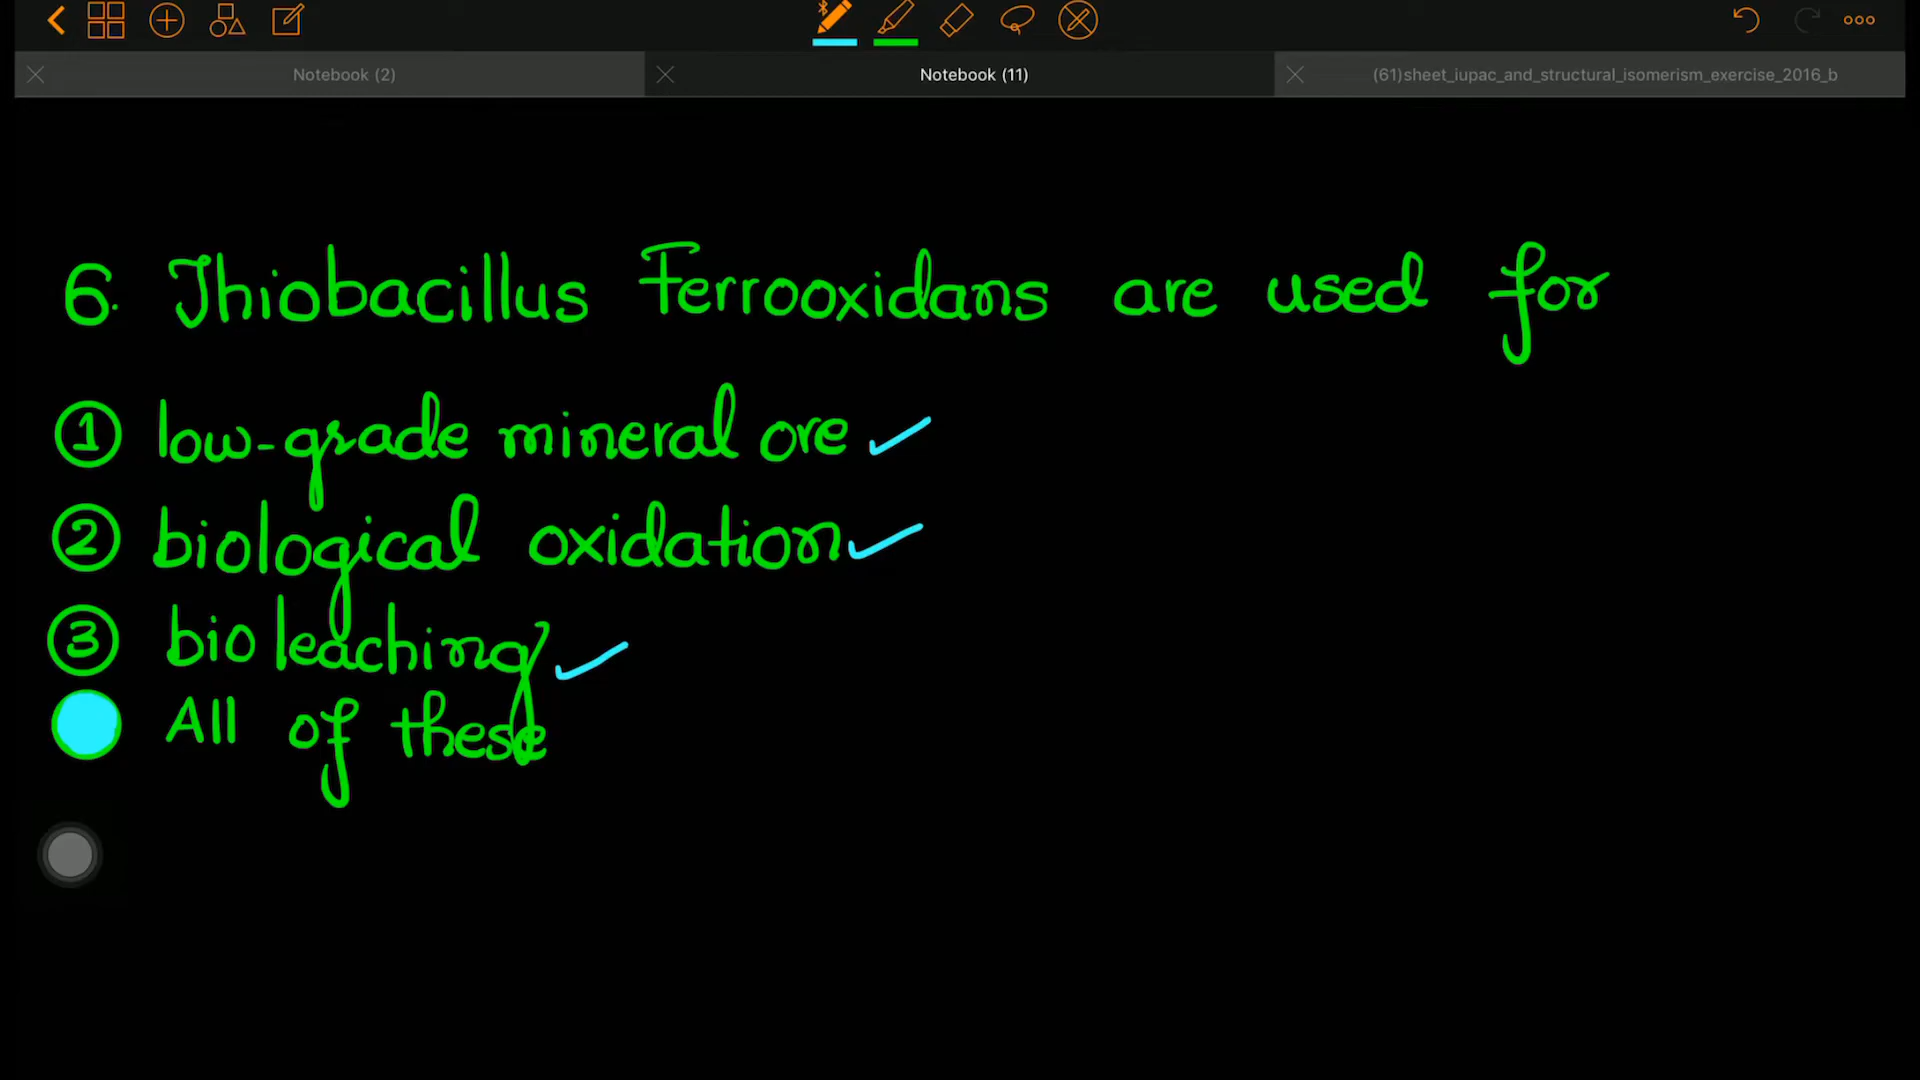 Notebook (2) Notebook (11) (61)sheet_iupac_and_structural_isomerism_exercise_2016_b
6. Thiobacillus Ferrooxidans are used for
1 low-grade mineral ore
2 biological oxidation
3 bio leaching
All of these